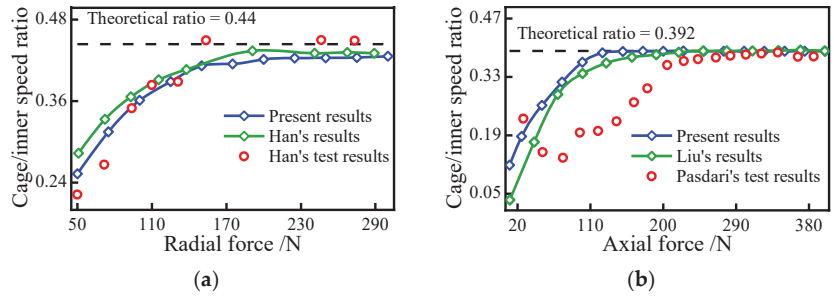 Theoretical ratio = 0.44
0.48
0.36
0.24
Cage/inner speed ratio
Present results
Han's results
Han's test results
50
110
170
230
290
Radial force /N
(a)
Theoretical ratio = 0.392
0.47
0.33
0.19
0.05
Cage/inner speed ratio
Present results
Liu's results
Pasdari's test results
20
110
200
290
380
Axial force /N
(b)